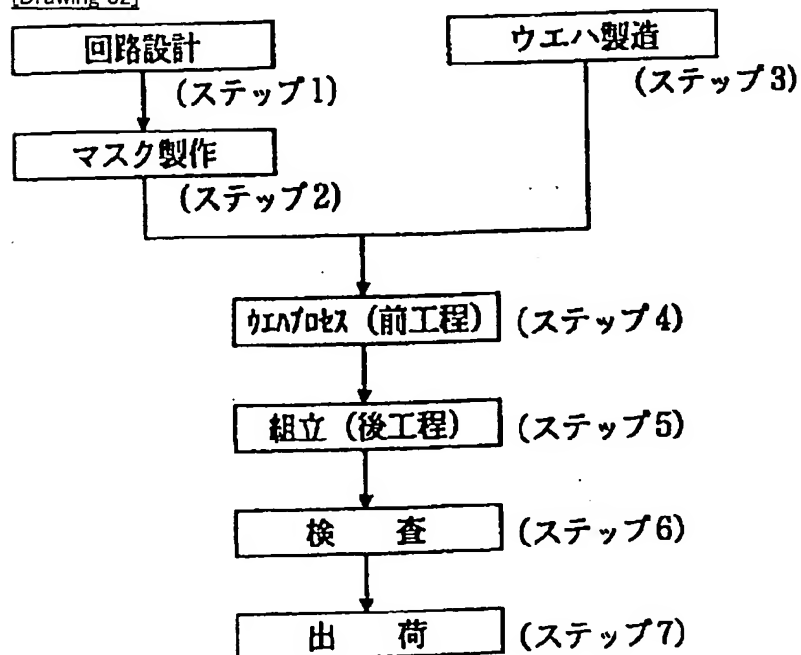 [Drawing 32]
回路設計
(ステップ1)
ウエハ製造
(ステップ3)
マスク製作
(ステップ2)
ウエハプロセス (前工程) (ステップ4)
組立 (後工程) (ステップ5)
検 査 (ステップ6)
出 荷 (ステップ7)